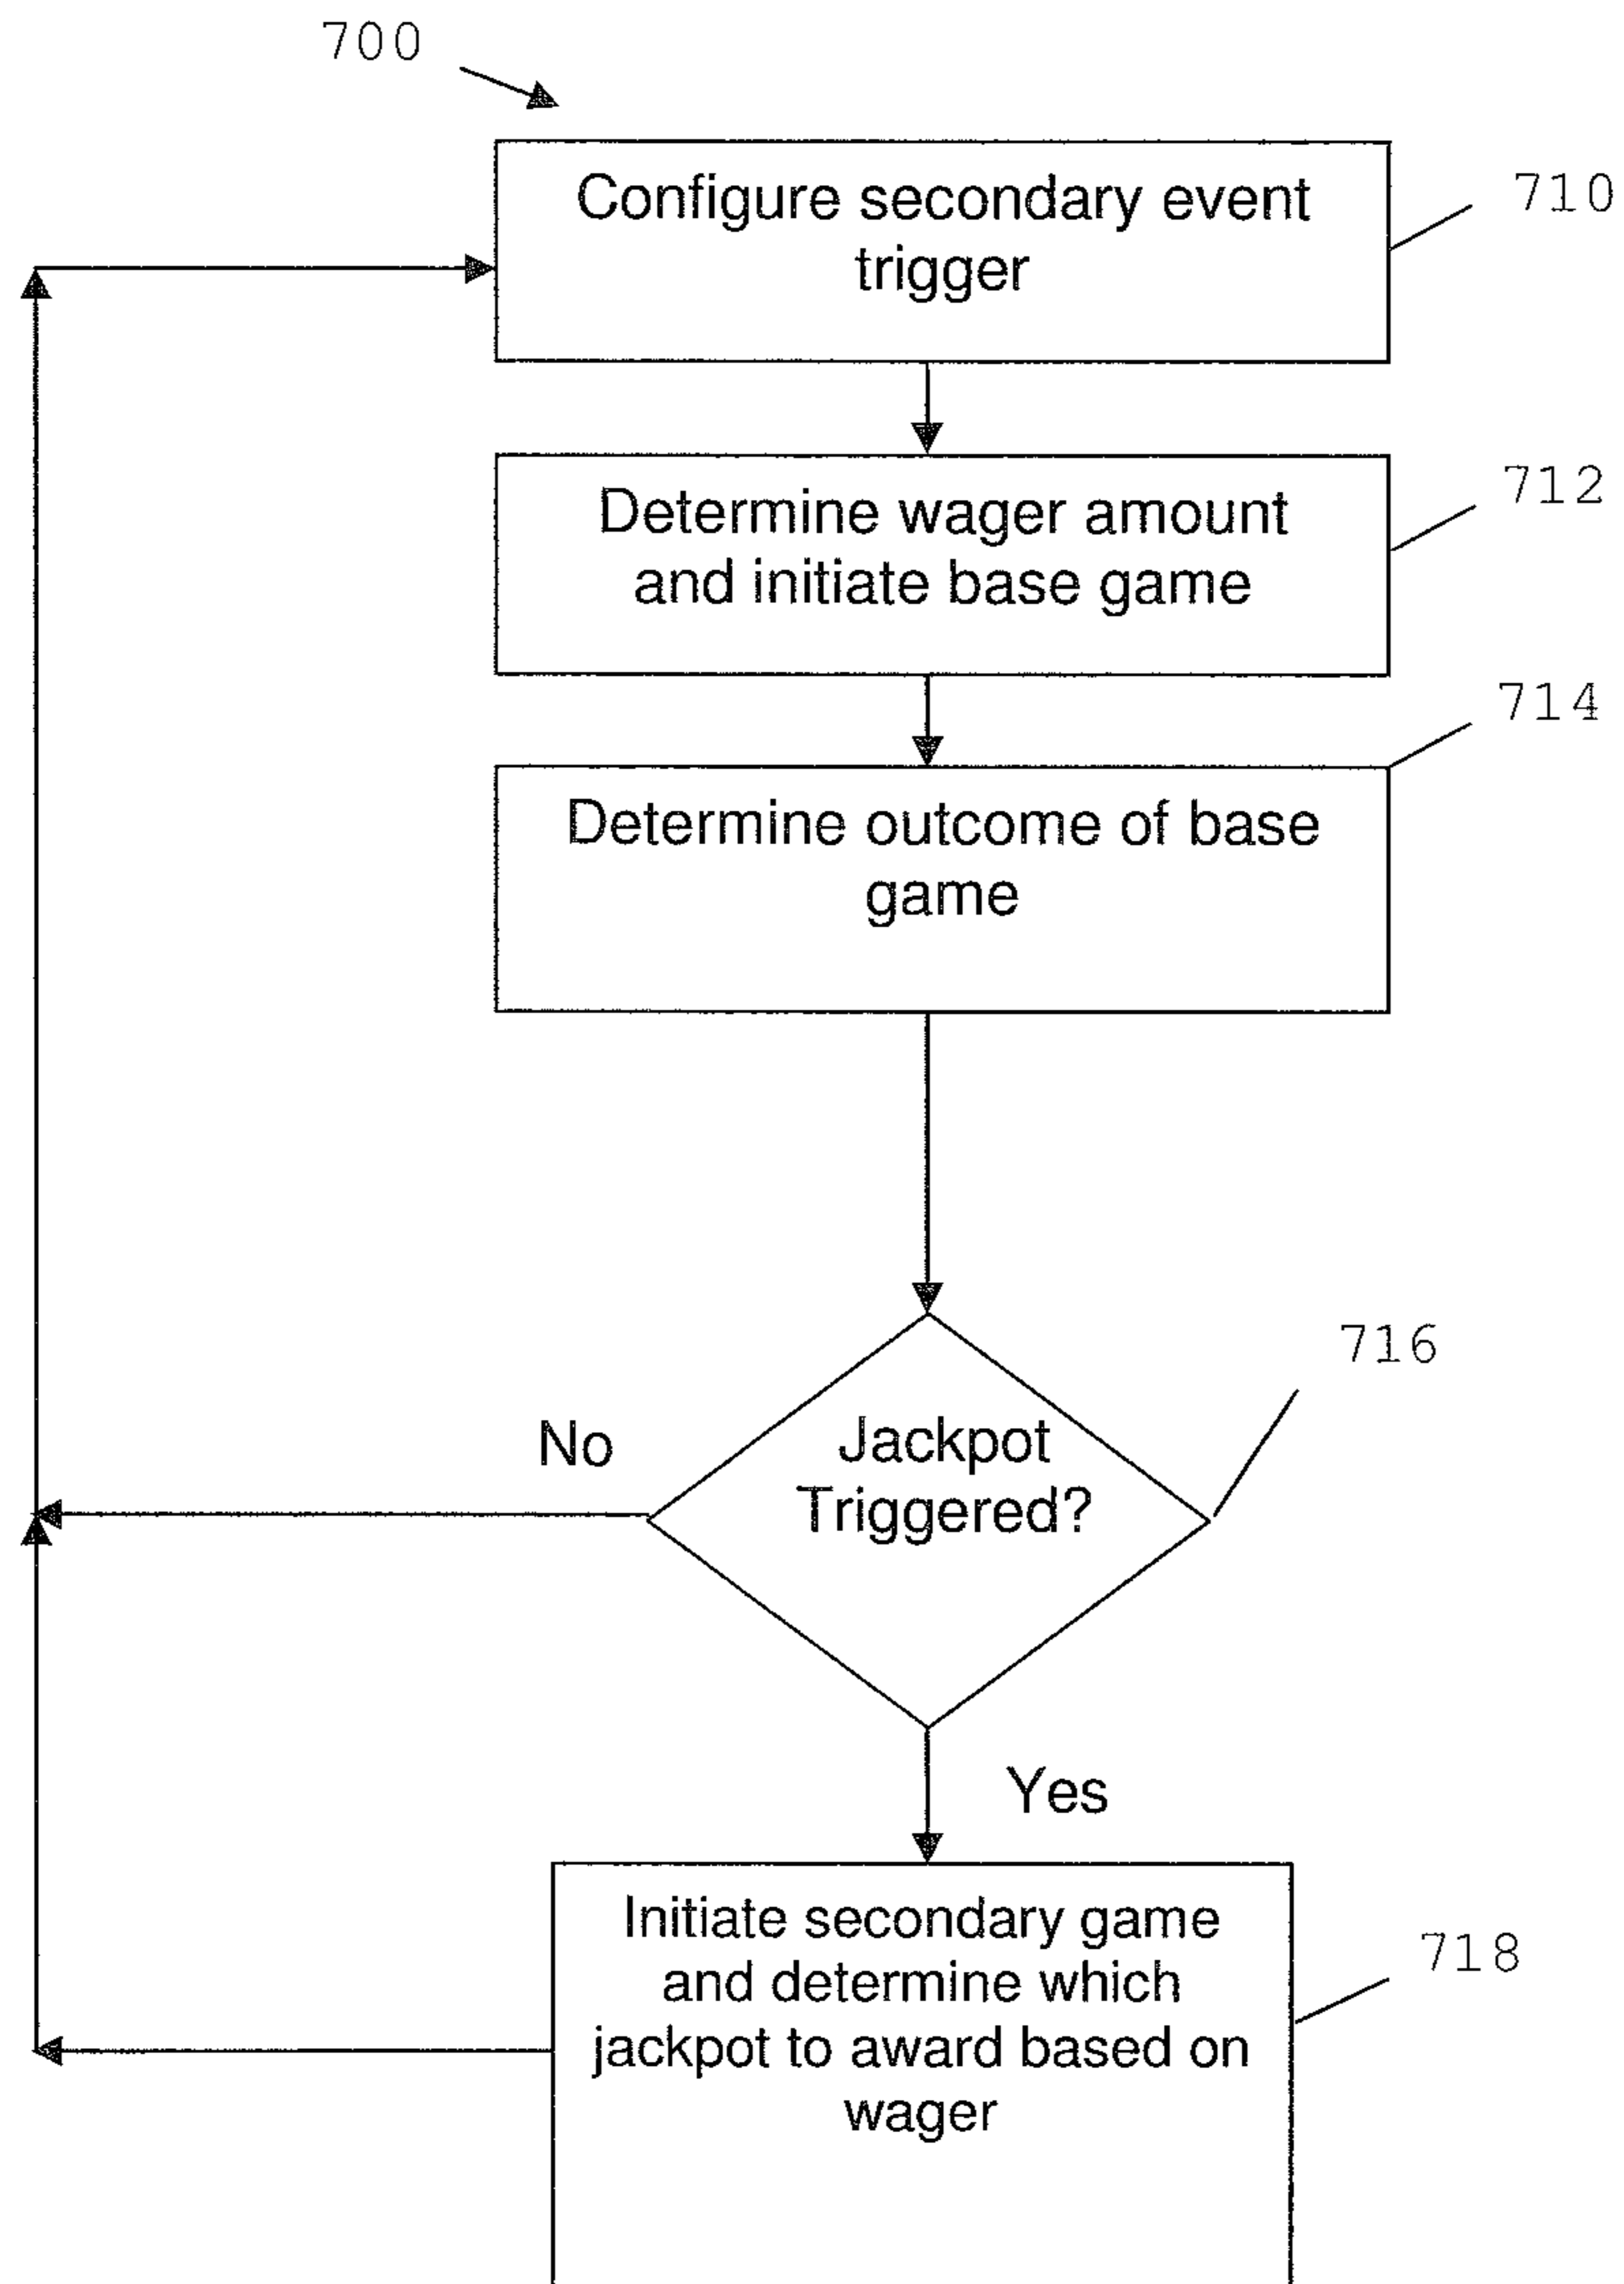 700
Configure secondary event
trigger
710
Determine wager amount
and initiate base game
712
Determine outcome of base
game
714
Jackpot
Triggered?
716
No
Yes
Initiate secondary game
and determine which
jackpot to award based on
wager
718